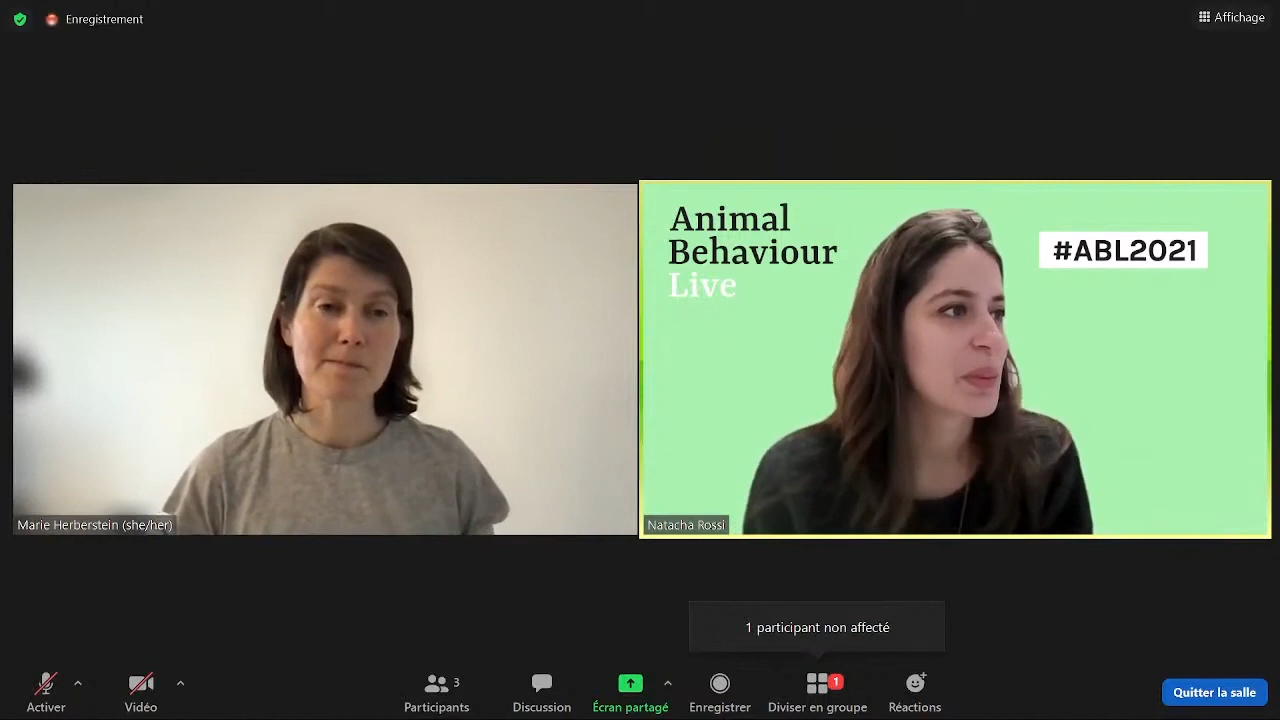 Enregistrement
Affichage
Animal
Behaviour
Live
#ABL2021
Marie Herberstein (she/her)
Natacha Rossi
1 participant non affecté
3
1
Activer
Vidéo
Participants
Discussion
Écran partagé
Enregistrer
Diviser en groupe
Réactions
Quitter la salle